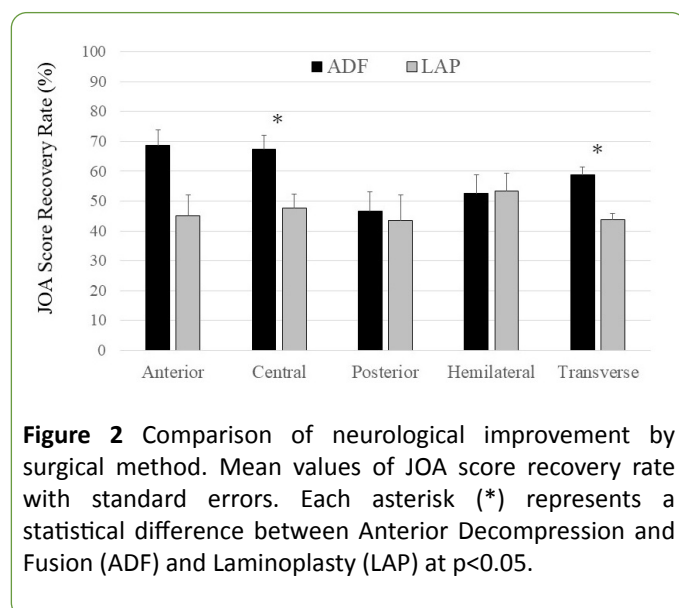 100
90
80
70
60
50
40
30
20
10
0
JOA Score Recovery Rate (%)
ADF LAP
*
*
Anterior Central Posterior Hemilateral Transverse
Figure 2 Comparison of neurological improvement by
surgical method. Mean values of JOA score recovery rate
with standard errors. Each asterisk (*) represents a
statistical difference between Anterior Decompression and
Fusion (ADF) and Laminoplasty (LAP) at p<0.05.